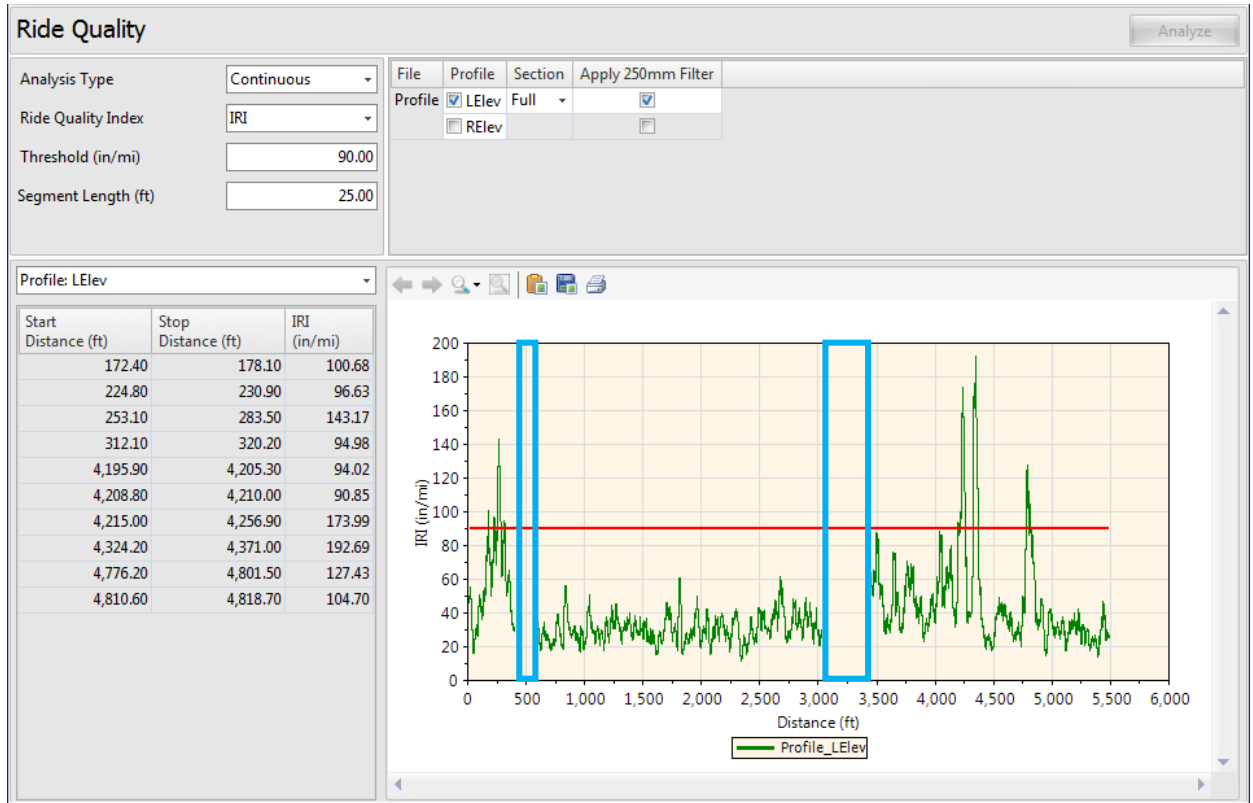 Ride Quality
Analyze
Analysis Type Continuous
Ride Quality Index IRI
Threshold (in/mi) 90.00
Segment Length (ft) 25.00
File Profile Section Apply 250mm Filter
Profile LElev Full
RElev
Profile: LElev
Start Distance (ft) Stop Distance (ft) IRI (in/mi)
172.40 178.10 100.68
224.80 230.90 96.63
253.10 283.50 143.17
312.10 320.20 94.98
4,195.90 4,205.30 94.02
4,208.80 4,210.00 90.85
4,215.00 4,256.90 173.99
4,324.20 4,371.00 192.69
4,776.20 4,801.50 127.43
4,810.60 4,818.70 104.70
200
180
160
140
120
100
80
60
40
20
0
IRI (in/mi)
0 500 1,000 1,500 2,000 2,500 3,000 3,500 4,000 4,500 5,000 5,500 6,000
Distance (ft)
Profile_LElev